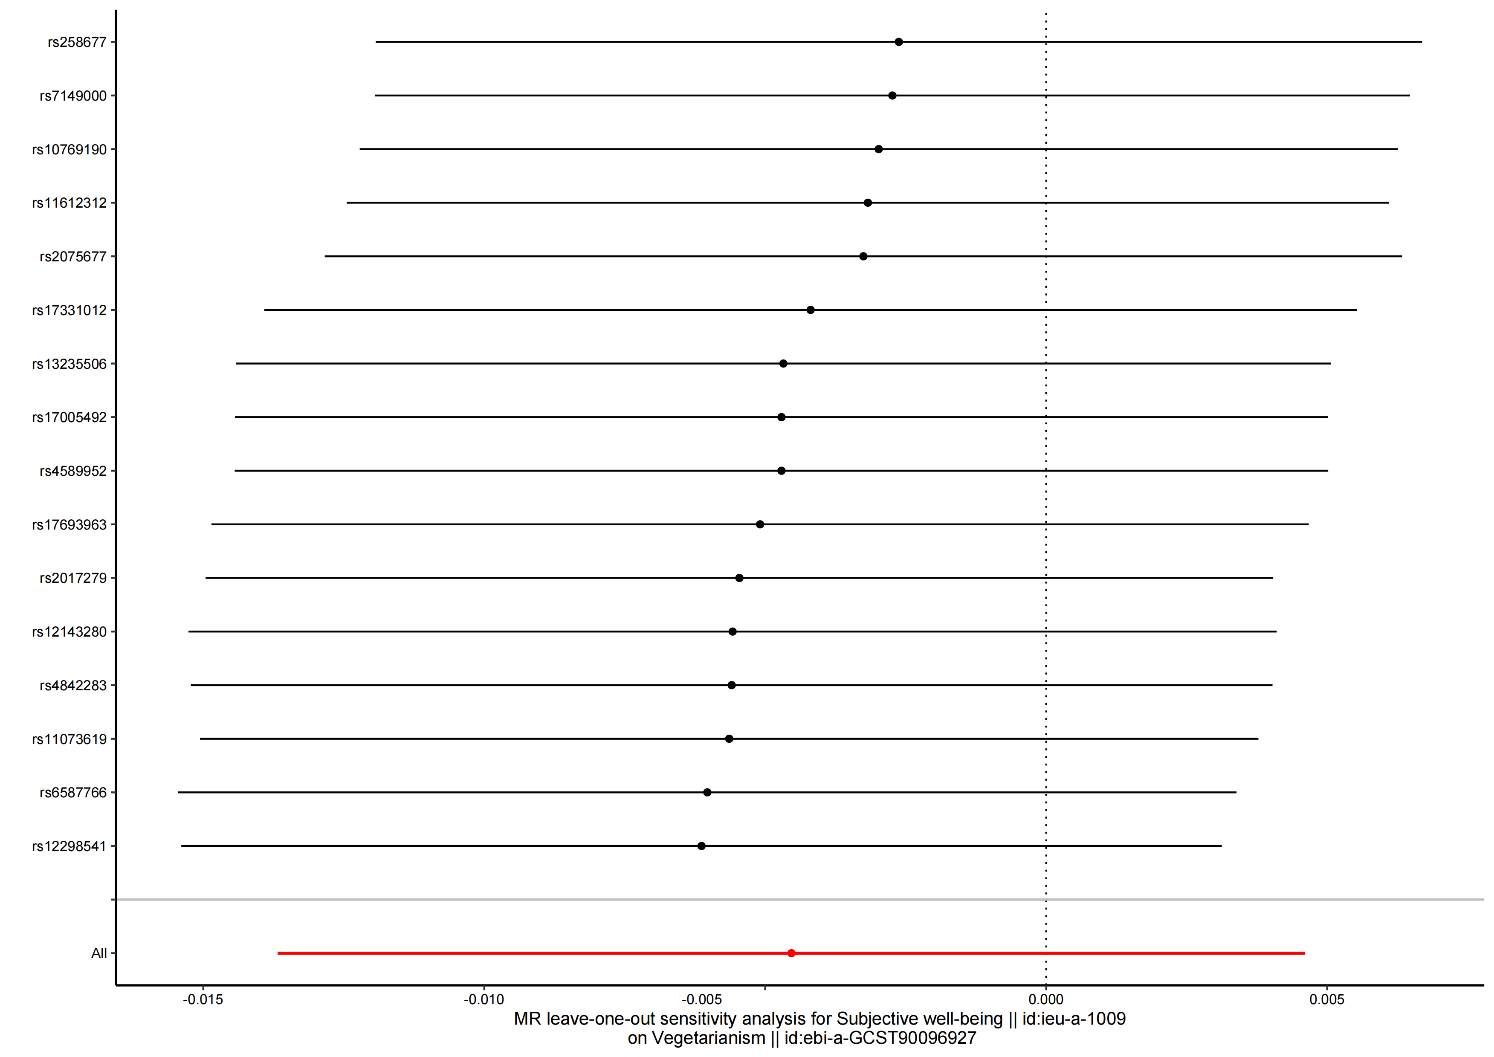 rs258677
rs7149000
rs10769190
rs11612312
rs2075677
rs17331012
rs13235506
rs17005492
rs4589952
rs17693963
rs2017279
rs12143280
rs4842283
rs11073619
rs6587766
rs12298541
All
-0.015 -0.010 -0.005 0.000 0.005
MR leave-one-out sensitivity analysis for Subjective well-being || id:ieu-a-1009
on Vegetarianism || id:ebi-a-GCST90096927